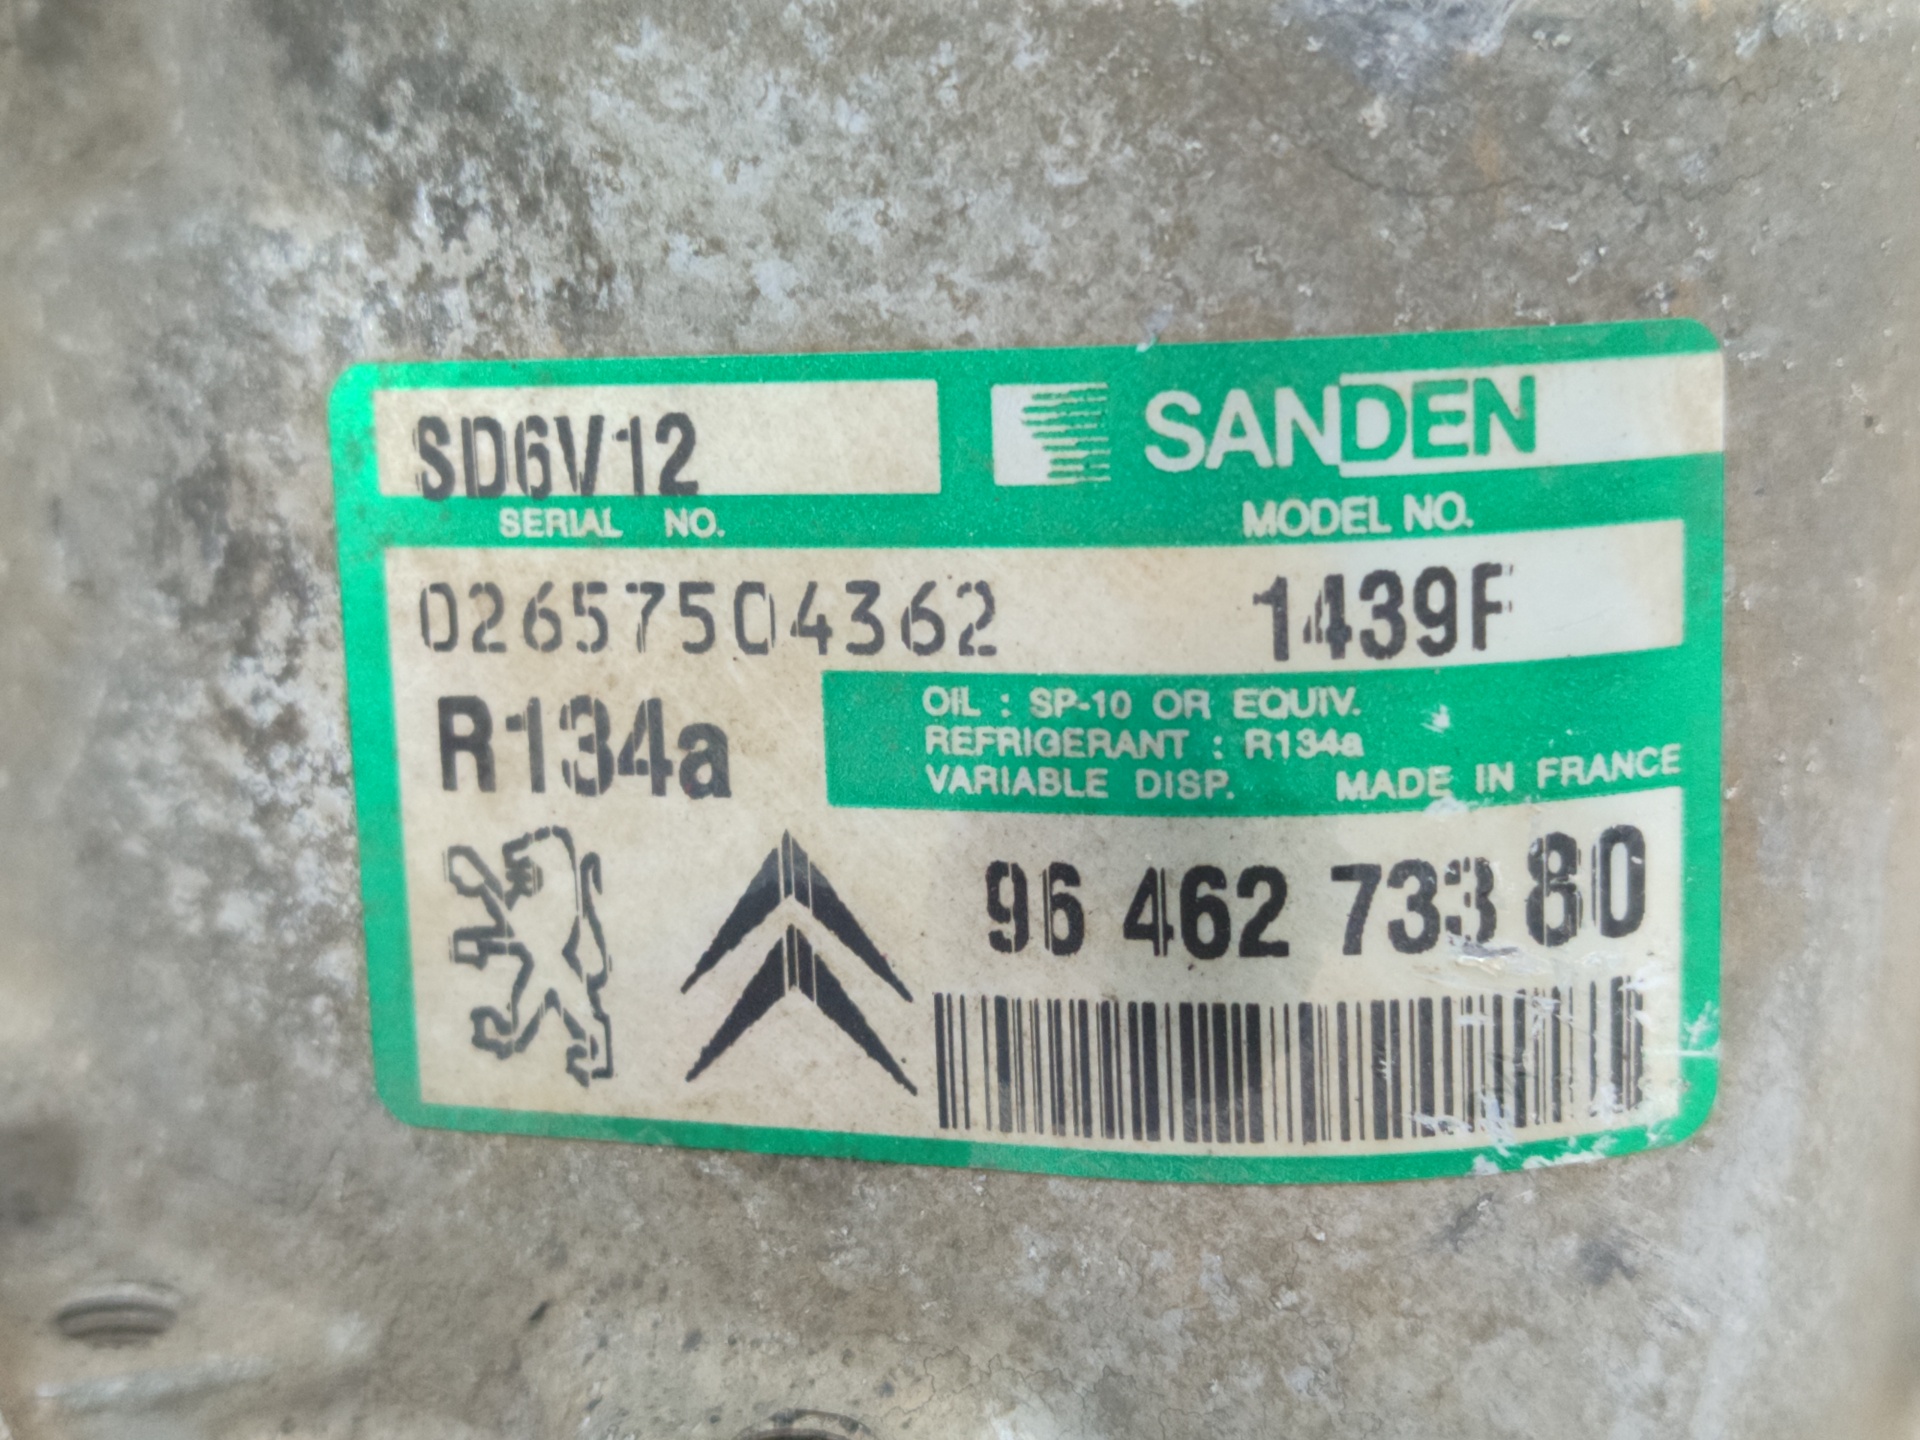 SD6V12
SANDEN
SERIAL NO.
MODEL NO.
02657504362
1439F
R134a
OIL : SP-10 OR EQUIV.
REFRIGERANT : R134a
VARIABLE DISP. MADE IN FRANCE
96 462 733 80